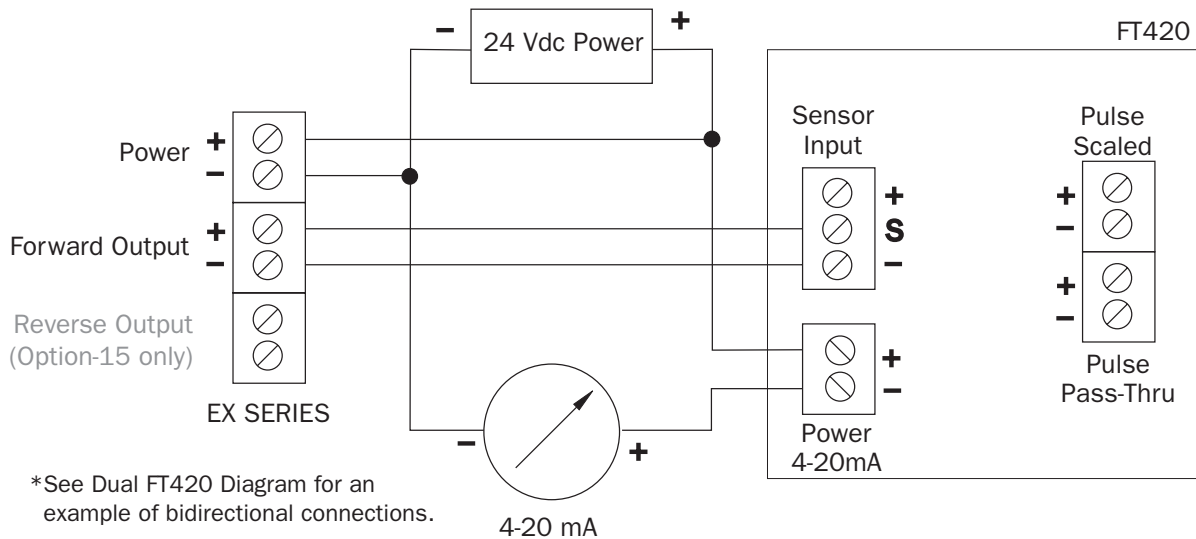 FT420
− 24 Vdc Power +
Power + −
Forward Output + −
Reverse Output
(Option-15 only)
EX SERIES
Sensor
Input
+
S
−
Pulse
Scaled
+
−
+
−
Pulse
Pass-Thru
+
−
Power
4-20mA
− +
4-20 mA
*See Dual FT420 Diagram for an
example of bidirectional connections.